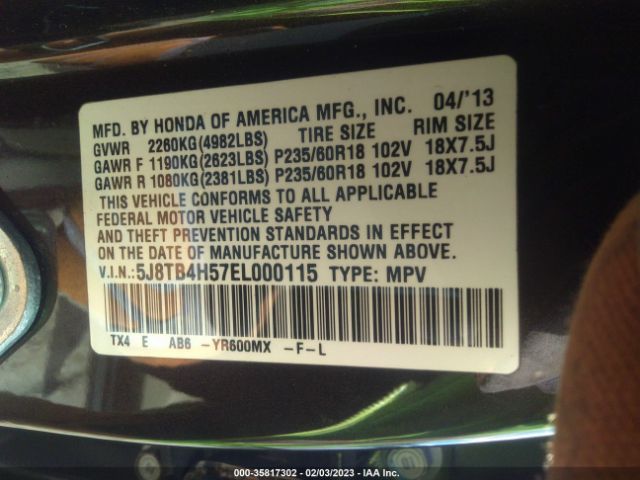 MFD. BY HONDA OF AMERICA MFG., INC. 04/'13
GVWR 2260KG(4982LBS) TIRE SIZE RIM SIZE
GAWR F 1190KG(2623LBS) P235/60R18 102V 18X7.5J
GAWR R 1080KG(2381LBS) P235/60R18 102V 18X7.5J
THIS VEHICLE CONFORMS TO ALL APPLICABLE
FEDERAL MOTOR VEHICLE SAFETY
AND THEFT PREVENTION STANDARDS IN EFFECT
ON THE DATE OF MANUFACTURE SHOWN ABOVE.
V.I.N.:5J8TB4H57EL000115 TYPE: MPV
TX4 E AB6 -YR600MX -F-L
000-35817302 - 02/03/2023 - IAA Inc.